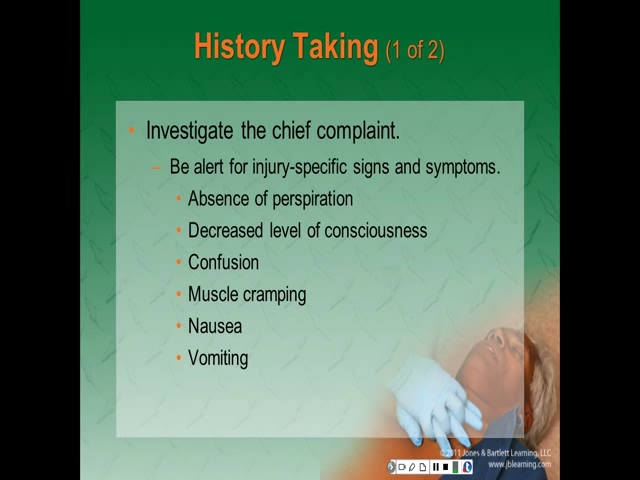 History Taking (1 of 2)
• Investigate the chief complaint.
– Be alert for injury-specific signs and symptoms.
• Absence of perspiration
• Decreased level of consciousness
• Confusion
• Muscle cramping
• Nausea
• Vomiting
© 2011 Jones & Bartlett Learning, LLC
www.jblearning.com